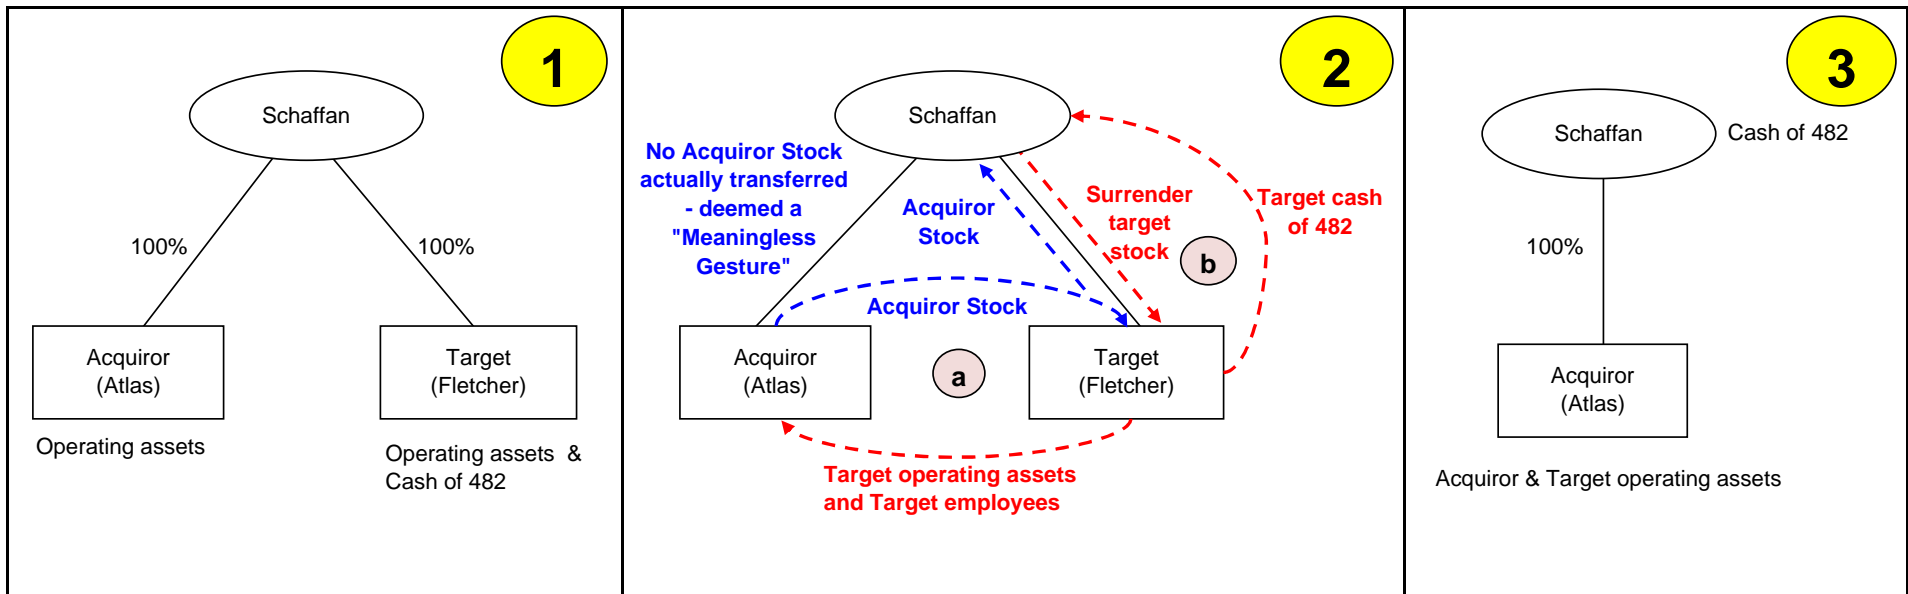 1
Schaffan
100%
100%
Acquiror
(Atlas)
Target
(Fletcher)
Operating assets
Operating assets &
Cash of 482
2
Schaffan
No Acquiror Stock
actually transferred
- deemed a
"Meaningless
Gesture"
Acquiror
Stock
Surrender
target
stock
Target cash
of 482
b
Acquiror Stock
Acquiror
(Atlas)
a
Target
(Fletcher)
Target operating assets
and Target employees
3
Schaffan
Cash of 482
100%
Acquiror
(Atlas)
Acquiror & Target operating assets